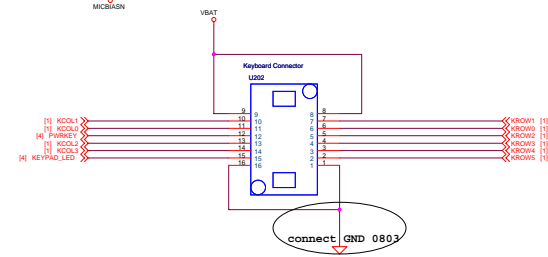 MICBIASN
VBAT
Keyboard Connector
U202
9 9 8 8
[1] KCOL1 10 10 7 7 KROW1 [1]
[1] KCOL0 11 11 6 6 KROW0 [1]
[4] PWRKEY 12 12 5 5 KROW2 [1]
[1] KCOL2 13 13 4 4 KROW3 [1]
[1] KCOL3 14 14 3 3 KROW4 [1]
[4] KEYPAD_LED 15 15 2 2 KROW5 [1]
16 16 1 1
connect GND 0803